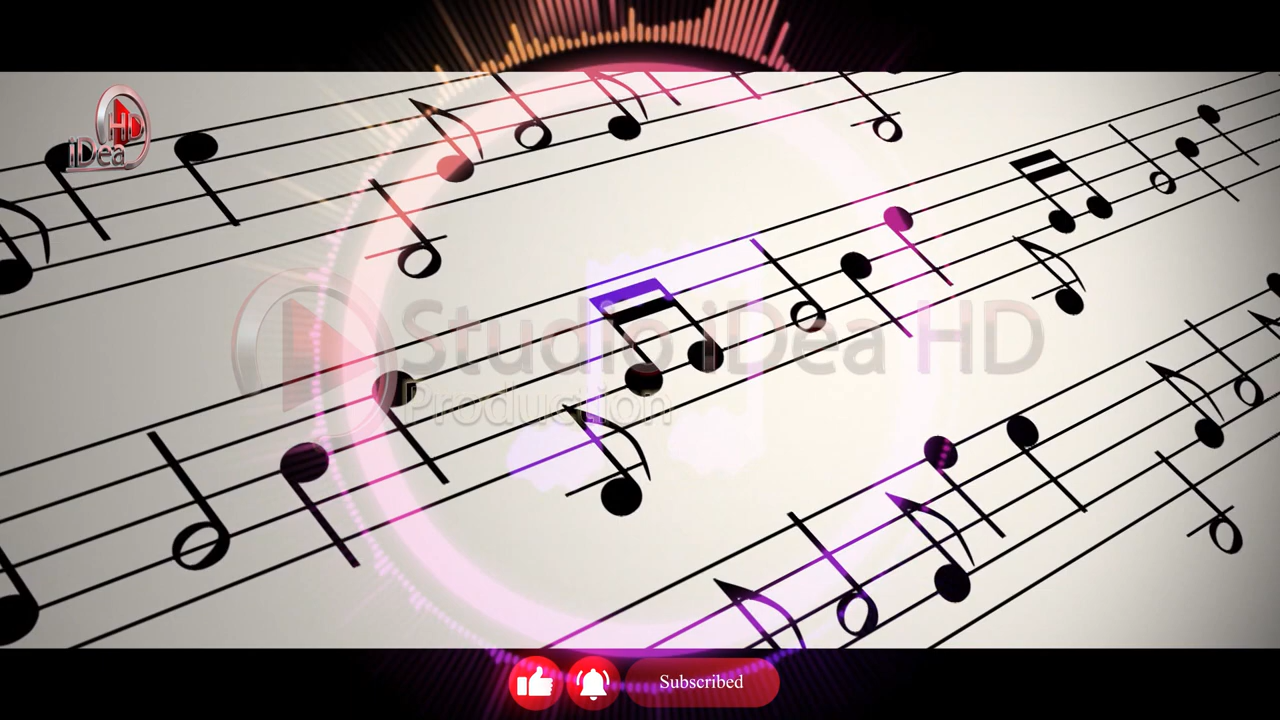 HD
iDea
Studio iDea HD
Production
Subscribed